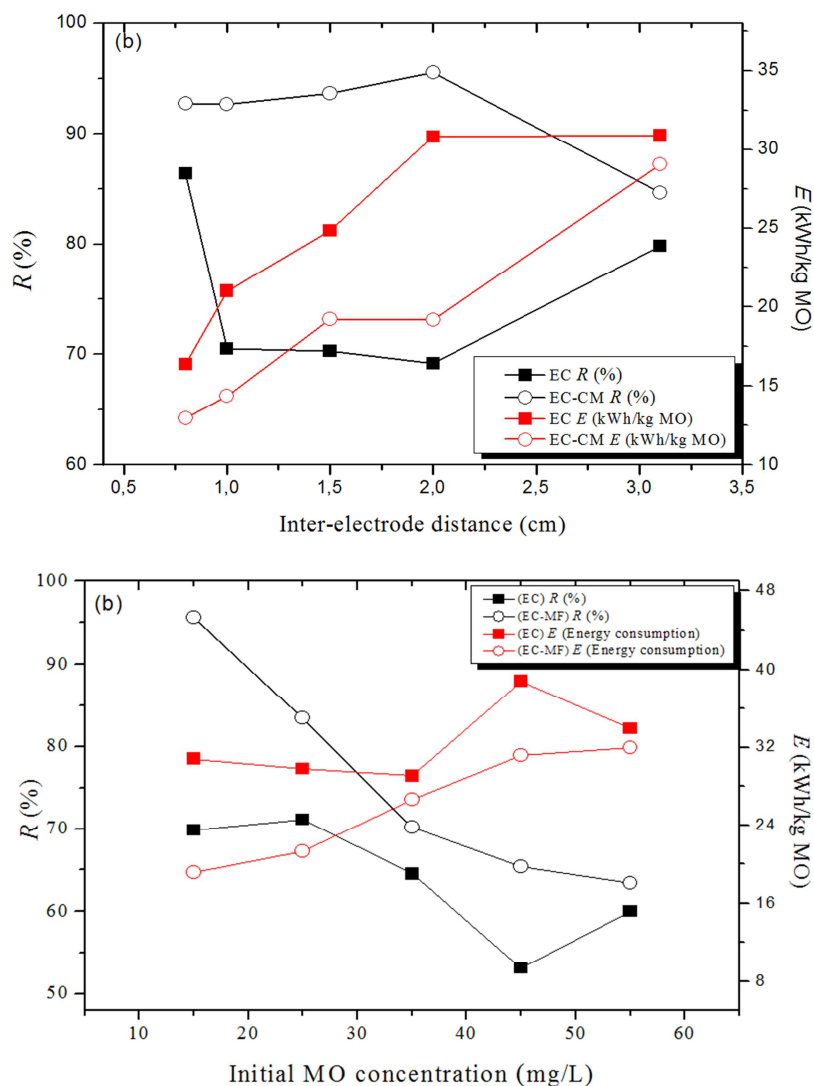 (b)
100
90
80
70
60
R (%)
35
30
25
20
15
10
E (kWh/kg MO)
EC R (%)
EC-CM R (%)
EC E (kWh/kg MO)
EC-CM E (kWh/kg MO)
0,5 1,0 1,5 2,0 2,5 3,0 3,5
Inter-electrode distance (cm)
(b)
100
90
80
70
60
50
R (%)
48
40
32
24
16
8
E (kWh/kg MO)
(EC) R (%)
(EC-MF) R (%)
(EC) E (Energy consumption)
(EC-MF) E (Energy consumption)
10 20 30 40 50 60
Initial MO concentration (mg/L)